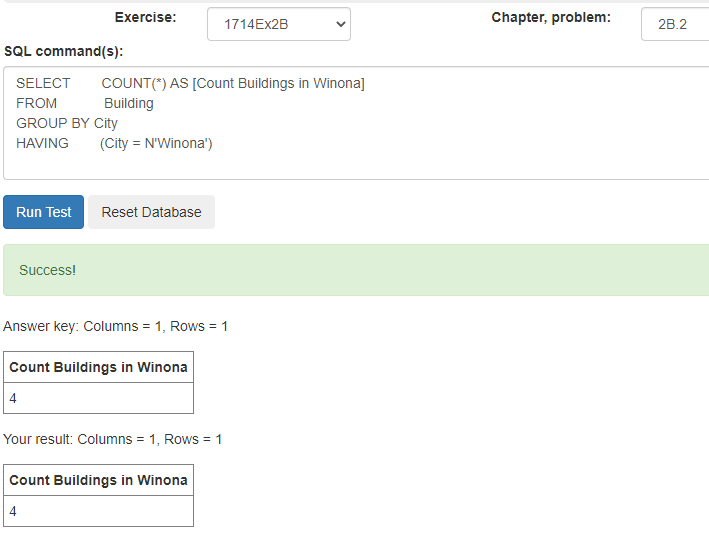 Exercise: 1714Ex2B Chapter, problem: 2B.2
SQL command(s):
SELECT COUNT(*) AS [Count Buildings in Winona]
FROM Building
GROUP BY City
HAVING (City = N'Winona')
Run Test Reset Database
Success!
Answer key: Columns = 1, Rows = 1
Count Buildings in Winona
4
Your result: Columns = 1, Rows = 1
Count Buildings in Winona
4